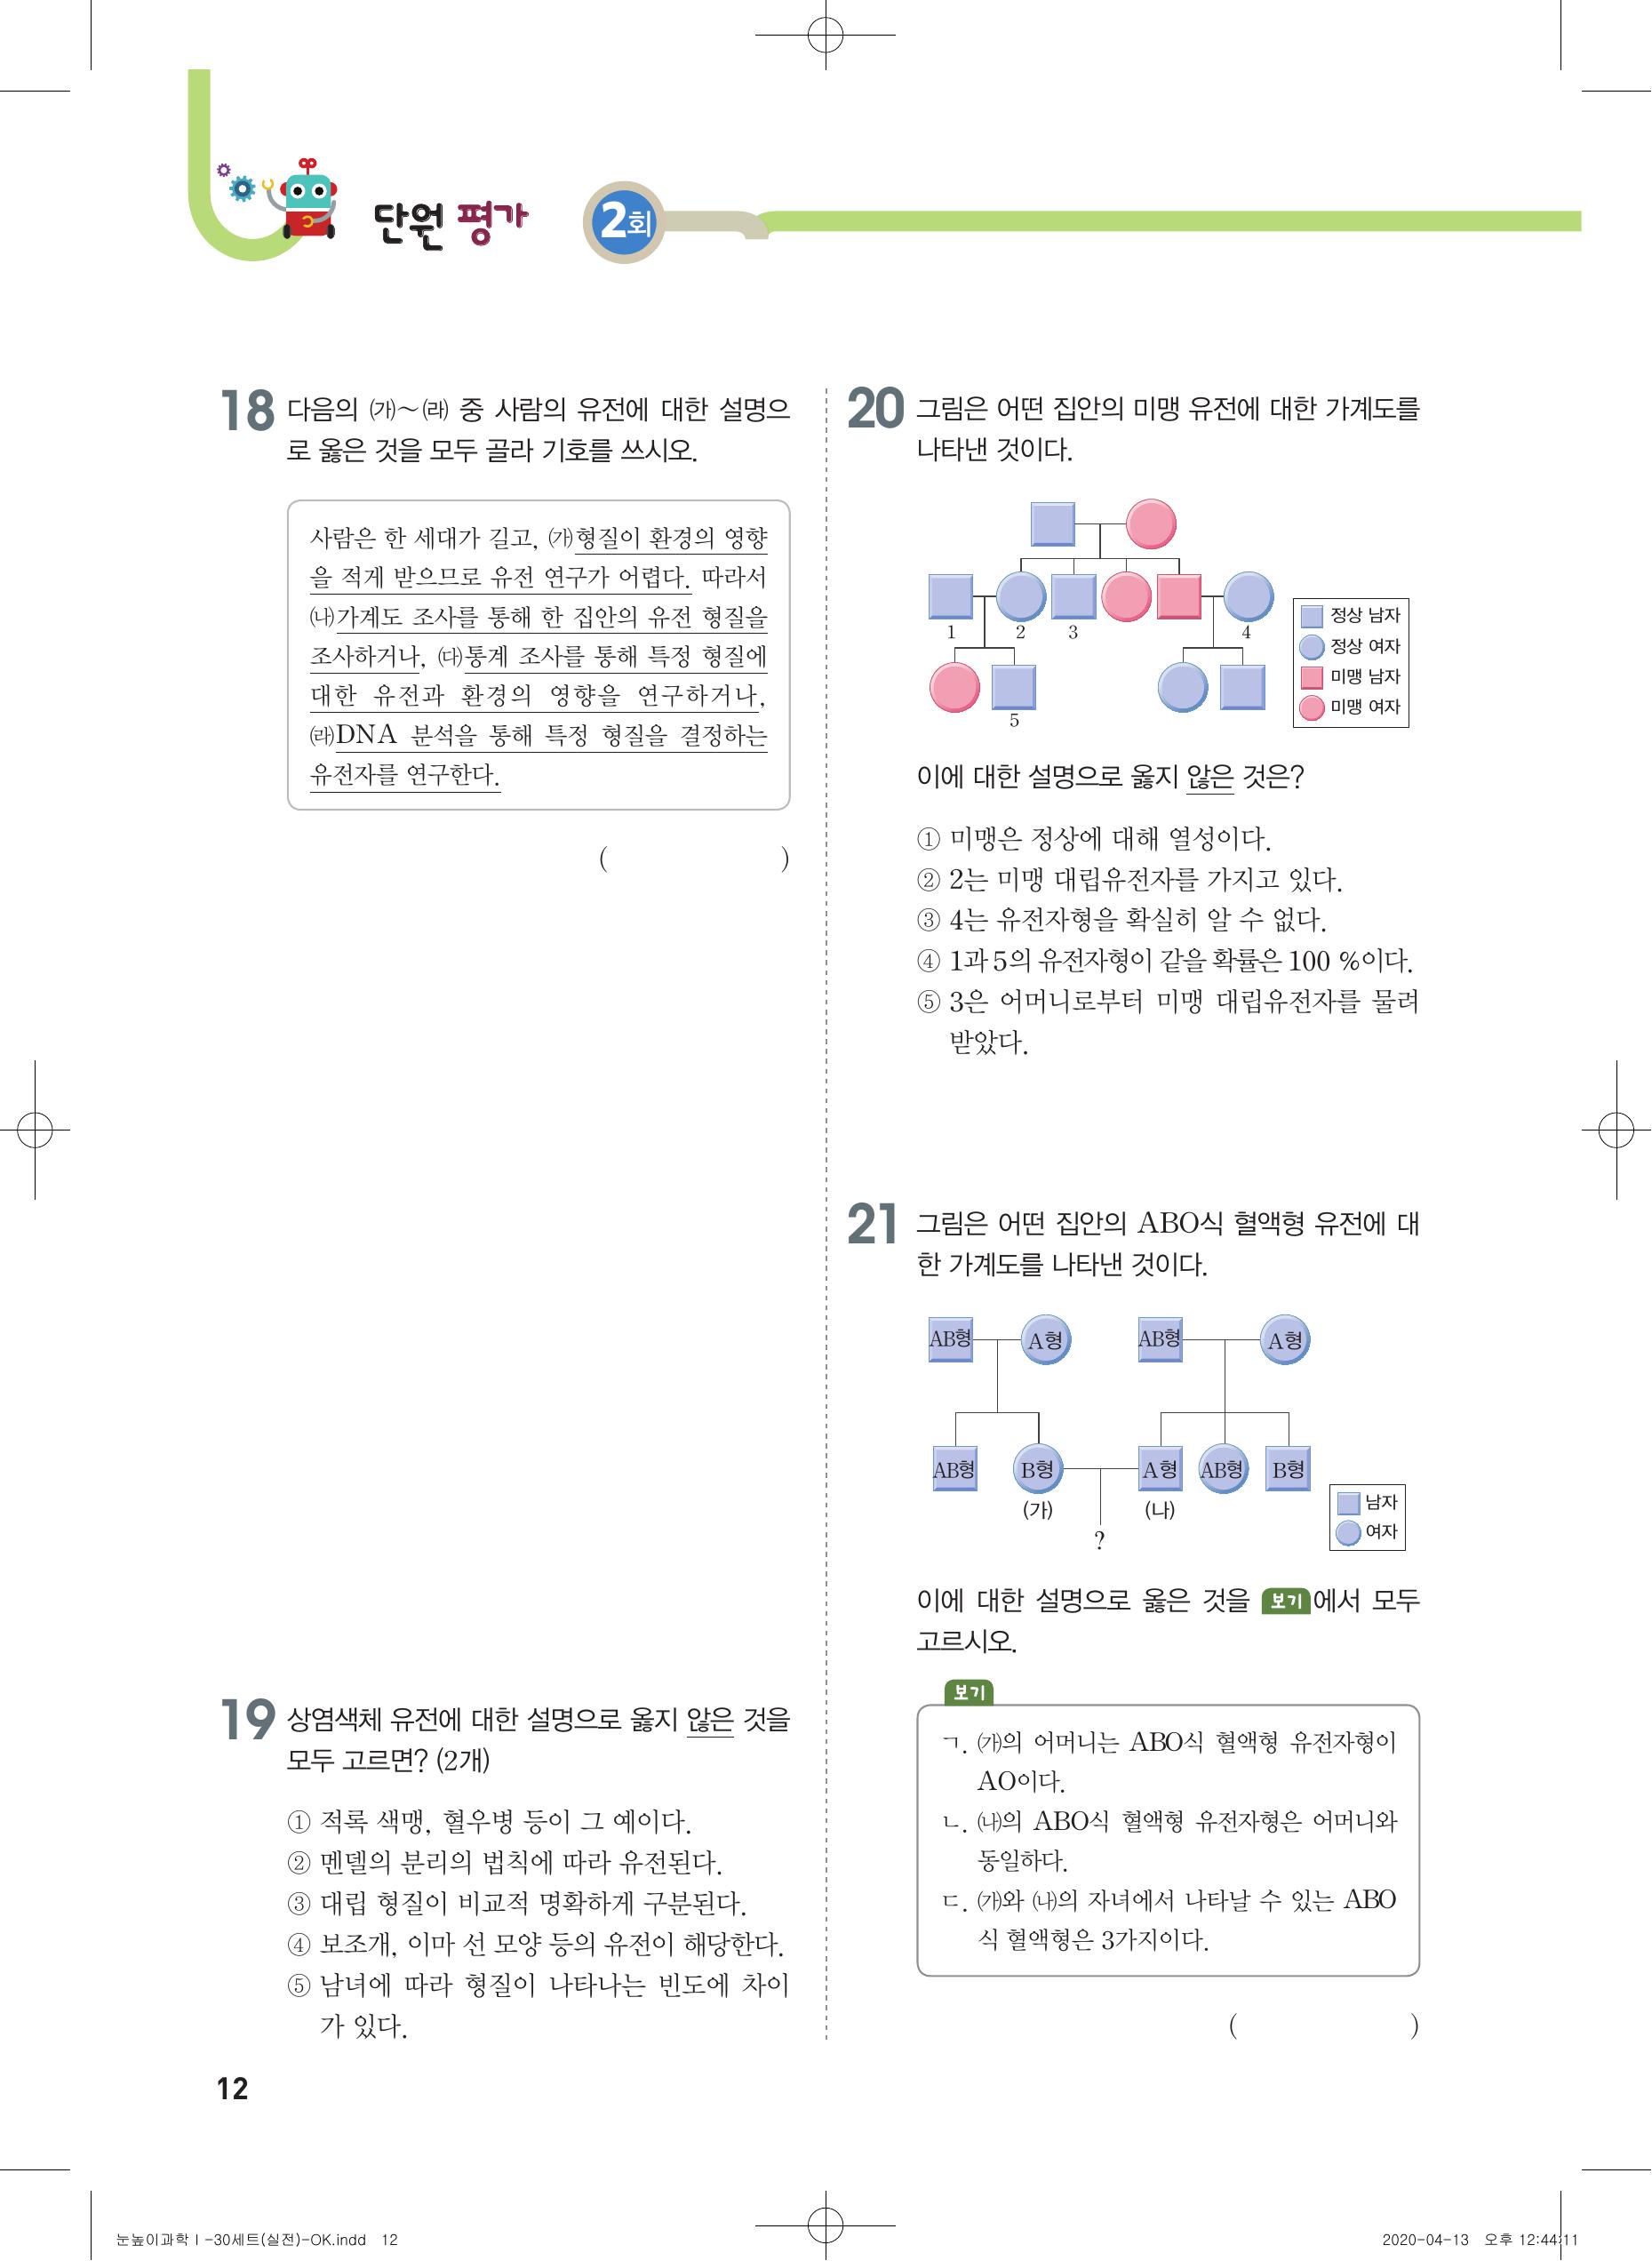 단원 평가 2회
18 다음의 ㈎~㈑ 중 사람의 유전에 대한 설명으
로 옳은 것을 모두 골라 기호를 쓰시오.
사람은 한 세대가 길고, ㈎형질이 환경의 영향
을 적게 받으므로 유전 연구가 어렵다. 따라서
㈏가계도 조사를 통해 한 집안의 유전 형질을
조사하거나, ㈐통계 조사를 통해 특정 형질에
대한 유전과 환경의 영향을 연구하거나,
㈑DNA 분석을 통해 특정 형질을 결정하는
유전자를 연구한다.
( )
19 상염색체 유전에 대한 설명으로 옳지 않은 것을
모두 고르면? (2개)
① 적록 색맹, 혈우병 등이 그 예이다.
② 멘델의 분리의 법칙에 따라 유전된다.
③ 대립 형질이 비교적 명확하게 구분된다.
④ 보조개, 이마 선 모양 등의 유전이 해당한다.
⑤ 남녀에 따라 형질이 나타나는 빈도에 차이
가 있다.
20 그림은 어떤 집안의 미맹 유전에 대한 가계도를
나타낸 것이다.
1 2 3 4
5
정상 남자
정상 여자
미맹 남자
미맹 여자
이에 대한 설명으로 옳지 않은 것은?
① 미맹은 정상에 대해 열성이다.
② 2는 미맹 대립유전자를 가지고 있다.
③ 4는 유전자형을 확실히 알 수 없다.
④ 1과 5의 유전자형이 같을 확률은 100 %이다.
⑤ 3은 어머니로부터 미맹 대립유전자를 물려
받았다.
21 그림은 어떤 집안의 ABO식 혈액형 유전에 대
한 가계도를 나타낸 것이다.
AB형 A형 AB형 A형
AB형 B형 A형 AB형 B형
(가) (나)
?
남자
여자
이에 대한 설명으로 옳은 것을 보기에서 모두
고르시오.
보기
ㄱ. ㈎의 어머니는 ABO식 혈액형 유전자형이
AO이다.
ㄴ. ㈏의 ABO식 혈액형 유전자형은 어머니와
동일하다.
ㄷ. ㈎와 ㈏의 자녀에서 나타날 수 있는 ABO
식 혈액형은 3가지이다.
( )
12
눈높이과학Ⅰ-30세트(실전)-OK.indd 12
2020-04-13 오후 12:44:11